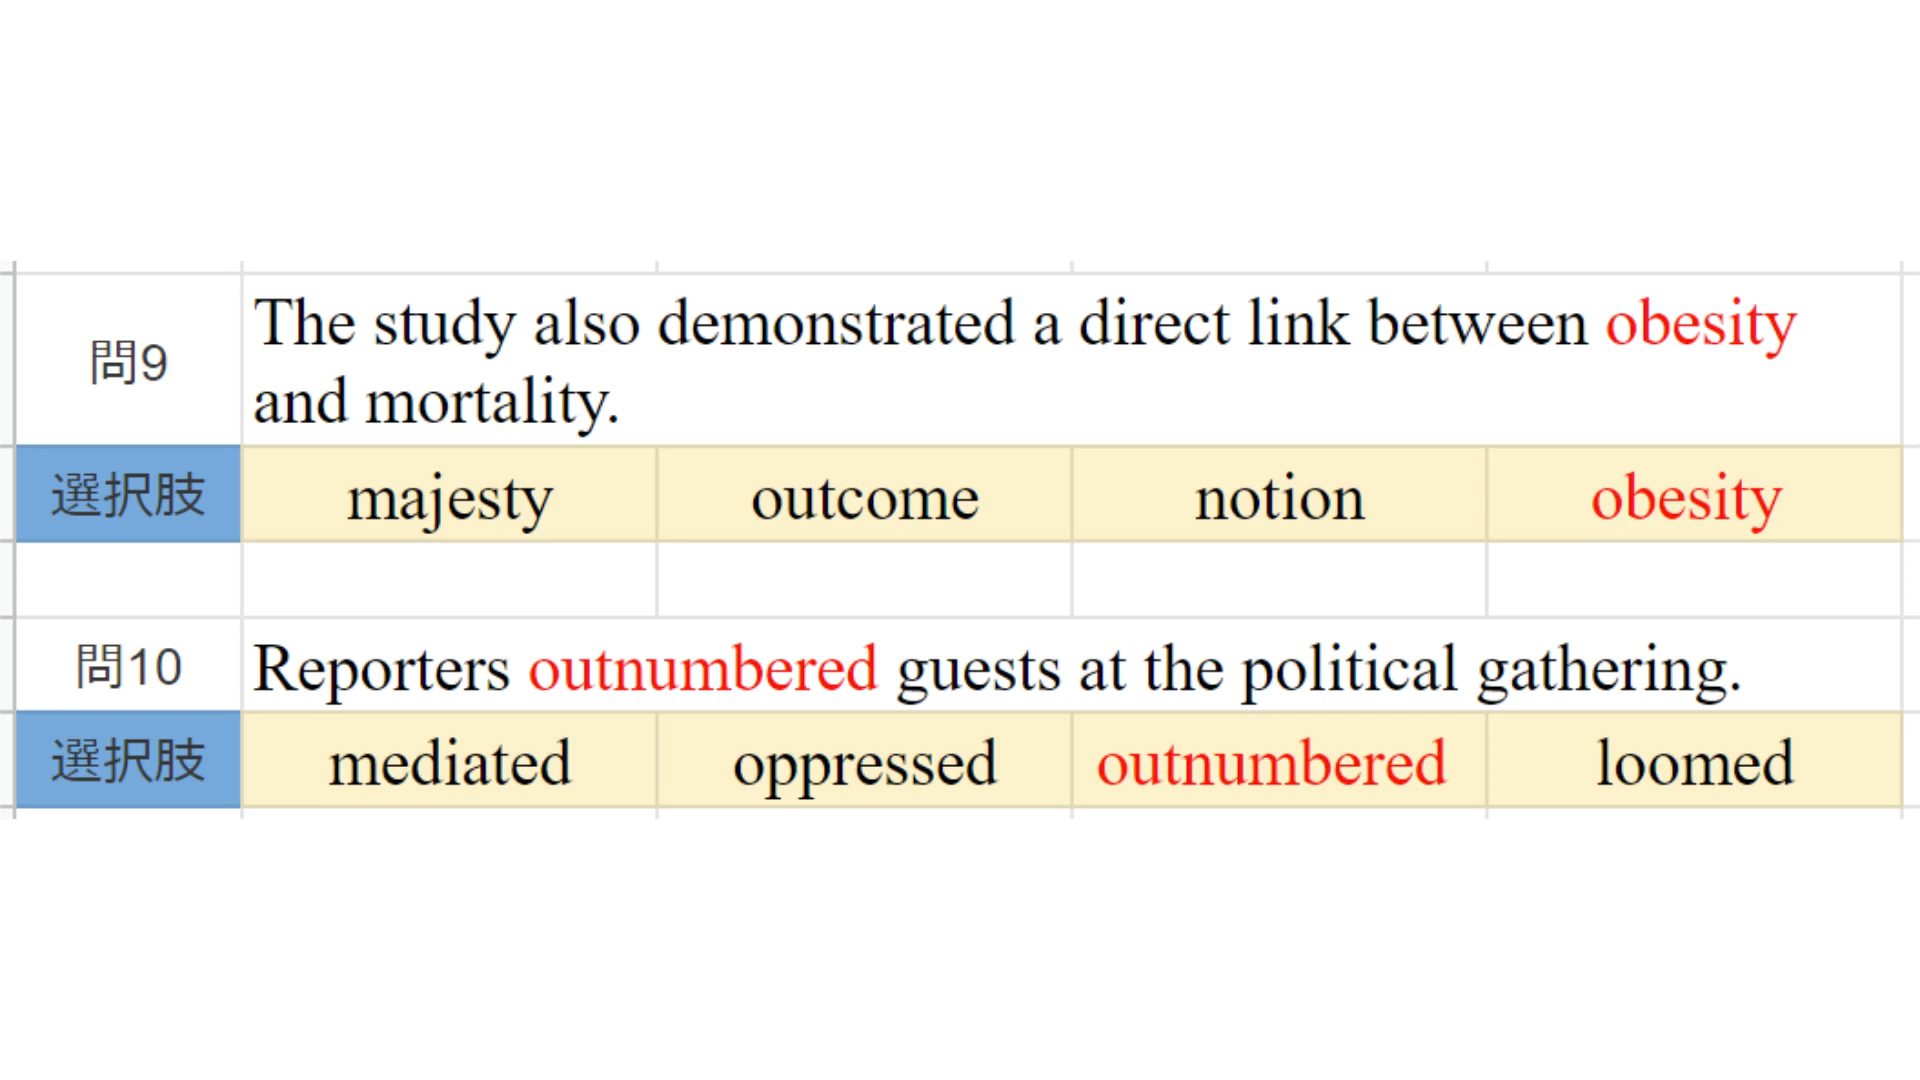 問9
The study also demonstrated a direct link between obesity
and mortality.
選択肢 majesty outcome notion obesity
問10 Reporters outnumbered guests at the political gathering.
選択肢 mediated oppressed outnumbered loomed